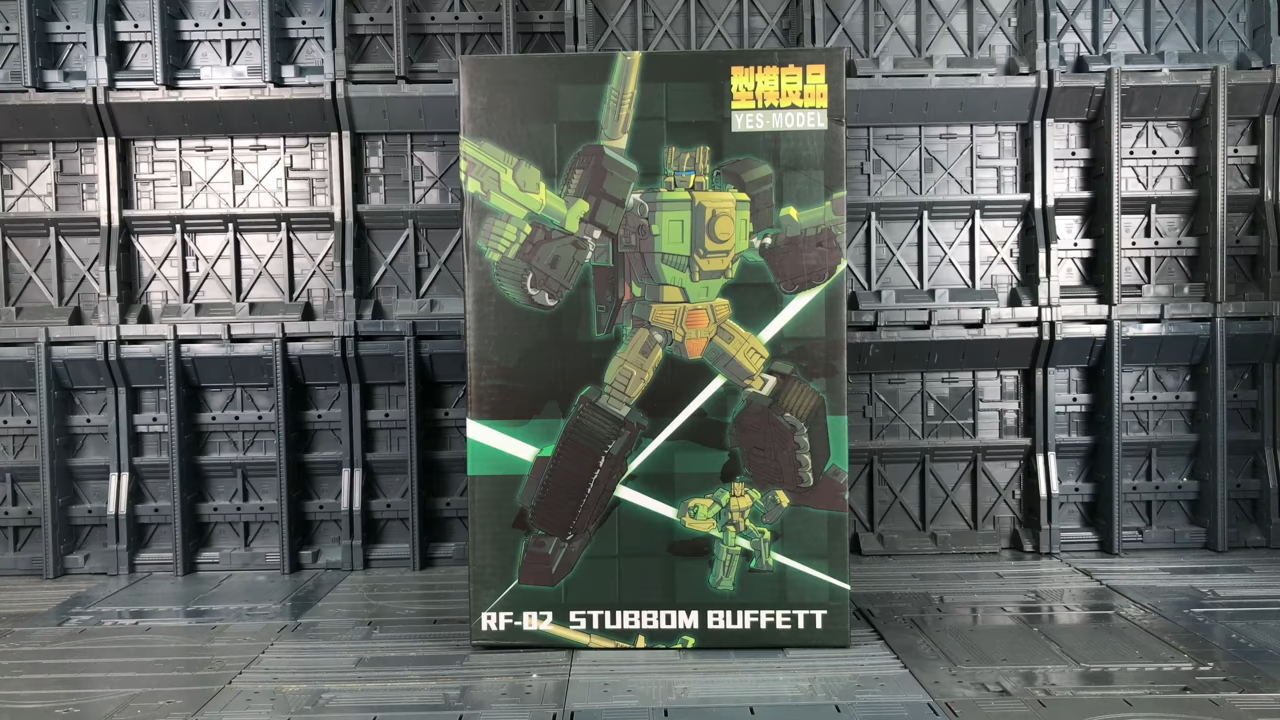 型模良品
YES-MODEL
RF-02 STUBBOM BUFFETT